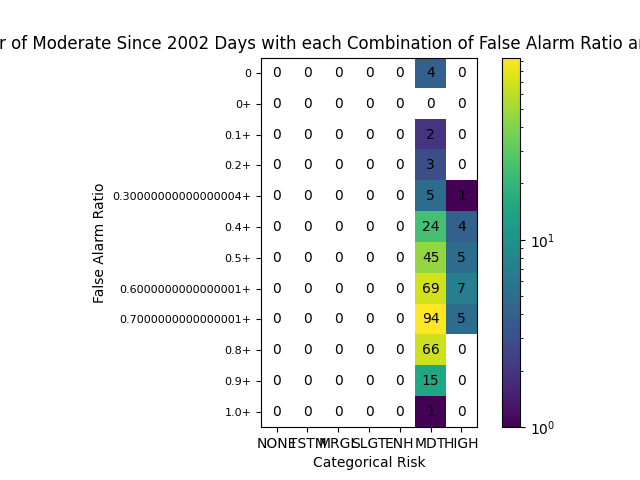 r of Moderate Since 2002 Days with each Combination of False Alarm Ratio a
0 0 0 0 0 0 4 0
0+ 0 0 0 0 0 0 0
0.1+ 0 0 0 0 0 2 0
0.2+ 0 0 0 0 0 3 0
0.30000000000000004+ 0 0 0 0 0 5 1
0.4+ 0 0 0 0 0 24 4
0.5+ 0 0 0 0 0 45 5
0.6000000000000001+ 0 0 0 0 0 69 7
0.7000000000000001+ 0 0 0 0 0 94 5
0.8+ 0 0 0 0 0 66 0
0.9+ 0 0 0 0 0 15 0
1.0+ 0 0 0 0 0 1 0
NONE TSTM MRGL SLGT ENH MDT HIGH
Categorical Risk
False Alarm Ratio
10¹
10⁰